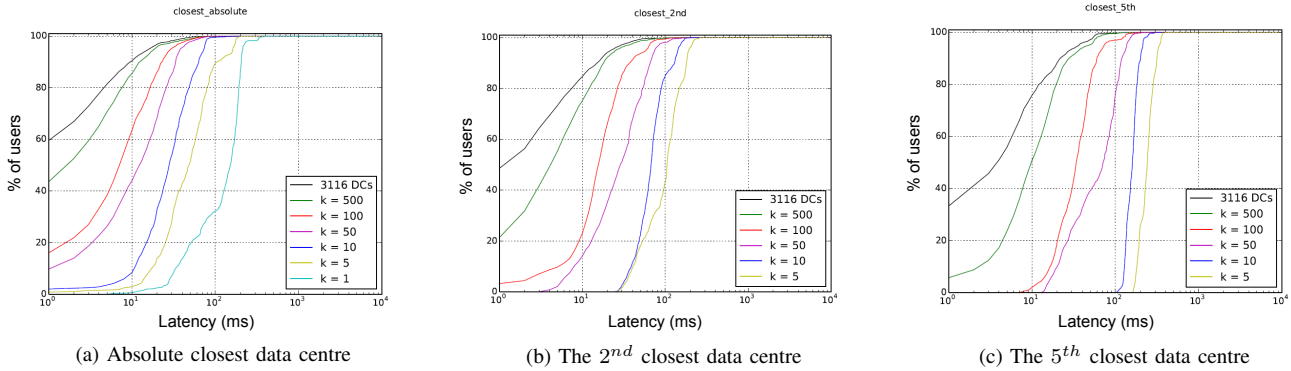 closest_absolute
% of users
100
80
60
40
20
0
10^0
10^1
10^2
10^3
10^4
Latency (ms)
3116 DCs
k = 500
k = 100
k = 50
k = 10
k = 5
k = 1
(a) Absolute closest data centre
closest_2nd
% of users
100
80
60
40
20
0
10^0
10^1
10^2
10^3
10^4
Latency (ms)
3116 DCs
k = 500
k = 100
k = 50
k = 10
k = 5
(b) The 2^nd closest data centre
closest_5th
% of users
100
80
60
40
20
0
10^0
10^1
10^2
10^3
10^4
Latency (ms)
3116 DCs
k = 500
k = 100
k = 50
k = 10
k = 5
(c) The 5^th closest data centre